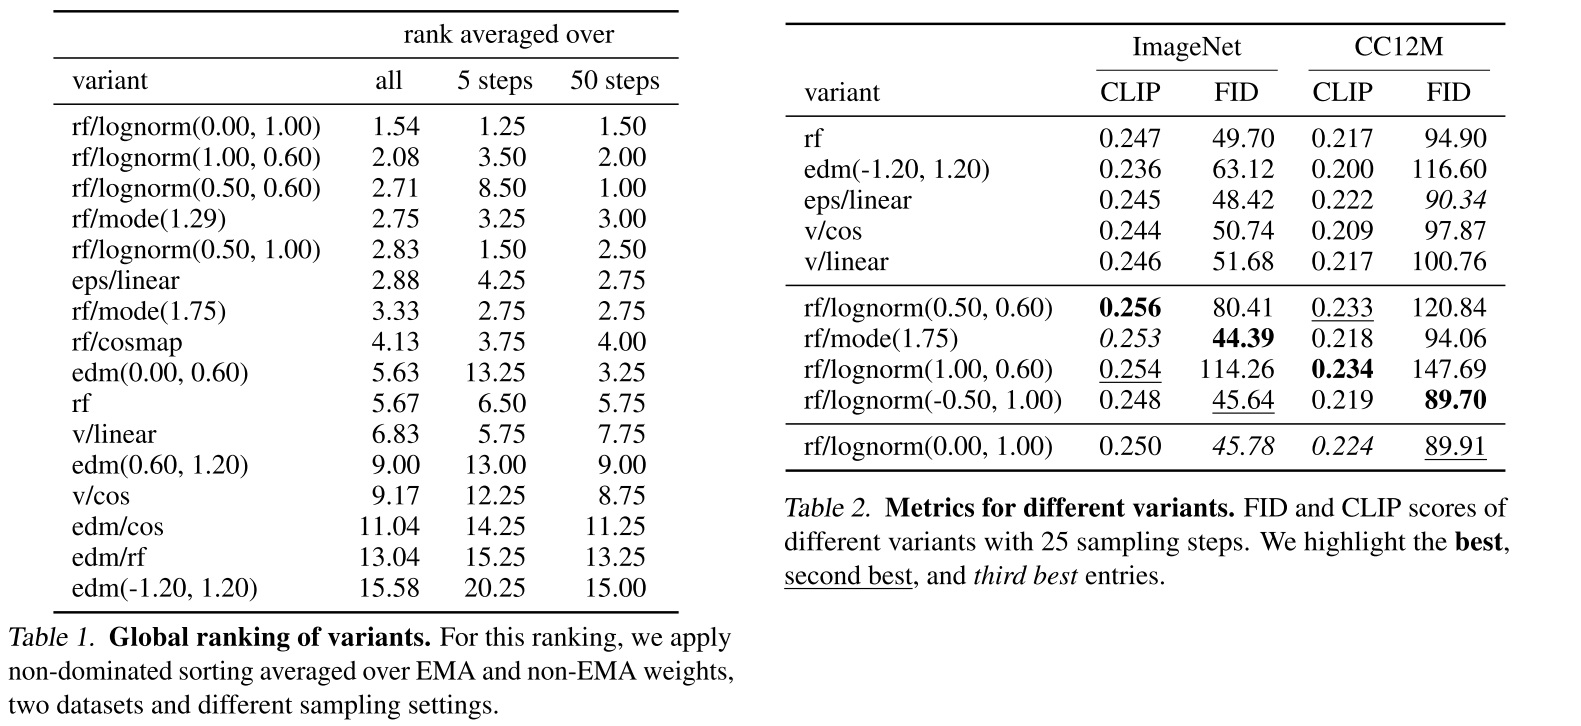 rank averaged over
variant all 5 steps 50 steps
rf/lognorm(0.00, 1.00) 1.54 1.25 1.50
rf/lognorm(1.00, 0.60) 2.08 3.50 2.00
rf/lognorm(0.50, 0.60) 2.71 8.50 1.00
rf/mode(1.29) 2.75 3.25 3.00
rf/lognorm(0.50, 1.00) 2.83 1.50 2.50
eps/linear 2.88 4.25 2.75
rf/mode(1.75) 3.33 2.75 2.75
rf/cosmap 4.13 3.75 4.00
edm(0.00, 0.60) 5.63 13.25 3.25
rf 5.67 6.50 5.75
v/linear 6.83 5.75 7.75
edm(0.60, 1.20) 9.00 13.00 9.00
v/cos 9.17 12.25 8.75
edm/cos 11.04 14.25 11.25
edm/rf 13.04 15.25 13.25
edm(-1.20, 1.20) 15.58 20.25 15.00
Table 1. Global ranking of variants. For this ranking, we apply
non-dominated sorting averaged over EMA and non-EMA weights,
two datasets and different sampling settings.
ImageNet CC12M
variant CLIP FID CLIP FID
rf 0.247 49.70 0.217 94.90
edm(-1.20, 1.20) 0.236 63.12 0.200 116.60
eps/linear 0.245 48.42 0.222 90.34
v/cos 0.244 50.74 0.209 97.87
v/linear 0.246 51.68 0.217 100.76
rf/lognorm(0.50, 0.60) 0.256 80.41 0.233 120.84
rf/mode(1.75) 0.253 44.39 0.218 94.06
rf/lognorm(1.00, 0.60) 0.254 114.26 0.234 147.69
rf/lognorm(-0.50, 1.00) 0.248 45.64 0.219 89.70
rf/lognorm(0.00, 1.00) 0.250 45.78 0.224 89.91
Table 2. Metrics for different variants. FID and CLIP scores of
different variants with 25 sampling steps. We highlight the best,
second best, and third best entries.